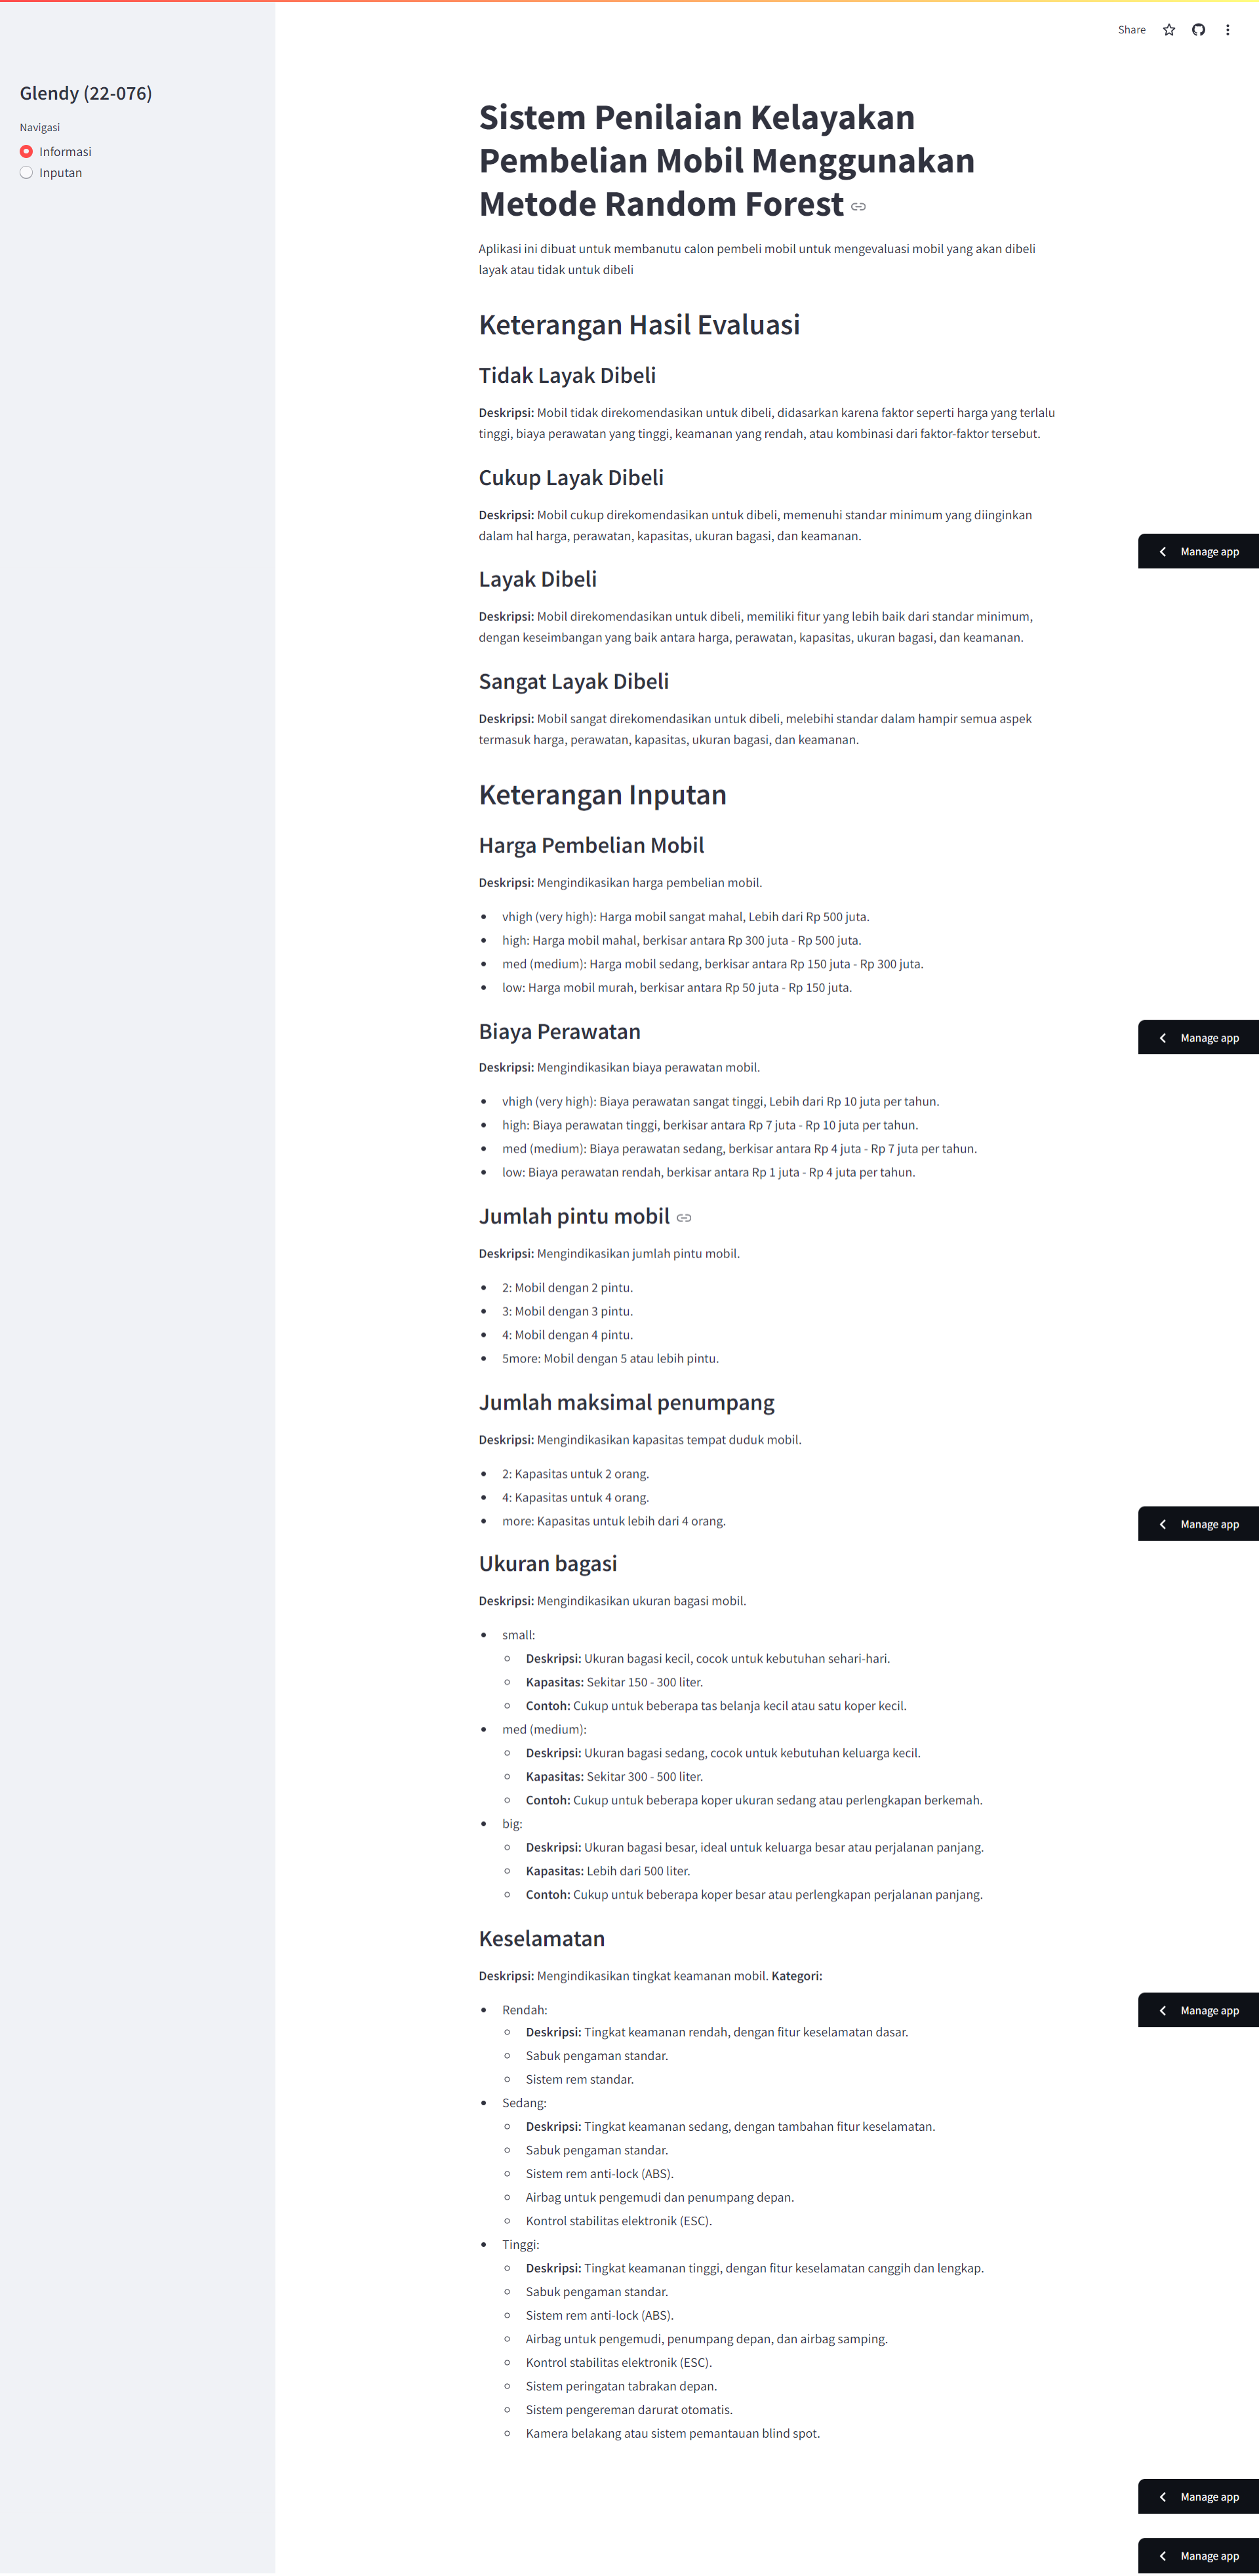 Share
Glendy (22-076)
Navigasi
Informasi
Inputan
Sistem Penilaian Kelayakan
Pembelian Mobil Menggunakan
Metode Random Forest
Aplikasi ini dibuat untuk membanutu calon pembeli mobil untuk mengevaluasi mobil yang akan dibeli
layak atau tidak untuk dibeli
Keterangan Hasil Evaluasi
Tidak Layak Dibeli
Deskripsi: Mobil tidak direkomendasikan untuk dibeli, didasarkan karena faktor seperti harga yang terlalu
tinggi, biaya perawatan yang tinggi, keamanan yang rendah, atau kombinasi dari faktor-faktor tersebut.
Cukup Layak Dibeli
Deskripsi: Mobil cukup direkomendasikan untuk dibeli, memenuhi standar minimum yang diinginkan
dalam hal harga, perawatan, kapasitas, ukuran bagasi, dan keamanan.
Manage app
Layak Dibeli
Deskripsi: Mobil direkomendasikan untuk dibeli, memiliki fitur yang lebih baik dari standar minimum,
dengan keseimbangan yang baik antara harga, perawatan, kapasitas, ukuran bagasi, dan keamanan.
Sangat Layak Dibeli
Deskripsi: Mobil sangat direkomendasikan untuk dibeli, melebihi standar dalam hampir semua aspek
termasuk harga, perawatan, kapasitas, ukuran bagasi, dan keamanan.
Keterangan Inputan
Harga Pembelian Mobil
Deskripsi: Mengindikasikan harga pembelian mobil.
• vhigh (very high): Harga mobil sangat mahal, Lebih dari Rp 500 juta.
• high: Harga mobil mahal, berkisar antara Rp 300 juta - Rp 500 juta.
• med (medium): Harga mobil sedang, berkisar antara Rp 150 juta - Rp 300 juta.
• low: Harga mobil murah, berkisar antara Rp 50 juta - Rp 150 juta.
Biaya Perawatan
Manage app
Deskripsi: Mengindikasikan biaya perawatan mobil.
• vhigh (very high): Biaya perawatan sangat tinggi, Lebih dari Rp 10 juta per tahun.
• high: Biaya perawatan tinggi, berkisar antara Rp 7 juta - Rp 10 juta per tahun.
• med (medium): Biaya perawatan sedang, berkisar antara Rp 4 juta - Rp 7 juta per tahun.
• low: Biaya perawatan rendah, berkisar antara Rp 1 juta - Rp 4 juta per tahun.
Jumlah pintu mobil
Deskripsi: Mengindikasikan jumlah pintu mobil.
• 2: Mobil dengan 2 pintu.
• 3: Mobil dengan 3 pintu.
• 4: Mobil dengan 4 pintu.
• 5more: Mobil dengan 5 atau lebih pintu.
Jumlah maksimal penumpang
Deskripsi: Mengindikasikan kapasitas tempat duduk mobil.
• 2: Kapasitas untuk 2 orang.
• 4: Kapasitas untuk 4 orang.
• more: Kapasitas untuk lebih dari 4 orang.
Manage app
Ukuran bagasi
Deskripsi: Mengindikasikan ukuran bagasi mobil.
• small:
◦ Deskripsi: Ukuran bagasi kecil, cocok untuk kebutuhan sehari-hari.
◦ Kapasitas: Sekitar 150 - 300 liter.
◦ Contoh: Cukup untuk beberapa tas belanja kecil atau satu koper kecil.
• med (medium):
◦ Deskripsi: Ukuran bagasi sedang, cocok untuk kebutuhan keluarga kecil.
◦ Kapasitas: Sekitar 300 - 500 liter.
◦ Contoh: Cukup untuk beberapa koper ukuran sedang atau perlengkapan berkemah.
• big:
◦ Deskripsi: Ukuran bagasi besar, ideal untuk keluarga besar atau perjalanan panjang.
◦ Kapasitas: Lebih dari 500 liter.
◦ Contoh: Cukup untuk beberapa koper besar atau perlengkapan perjalanan panjang.
Keselamatan
Deskripsi: Mengindikasikan tingkat keamanan mobil. Kategori:
• Rendah:
Manage app
◦ Deskripsi: Tingkat keamanan rendah, dengan fitur keselamatan dasar.
◦ Sabuk pengaman standar.
◦ Sistem rem standar.
• Sedang:
◦ Deskripsi: Tingkat keamanan sedang, dengan tambahan fitur keselamatan.
◦ Sabuk pengaman standar.
◦ Sistem rem anti-lock (ABS).
◦ Airbag untuk pengemudi dan penumpang depan.
◦ Kontrol stabilitas elektronik (ESC).
• Tinggi:
◦ Deskripsi: Tingkat keamanan tinggi, dengan fitur keselamatan canggih dan lengkap.
◦ Sabuk pengaman standar.
◦ Sistem rem anti-lock (ABS).
◦ Airbag untuk pengemudi, penumpang depan, dan airbag samping.
◦ Kontrol stabilitas elektronik (ESC).
◦ Sistem peringatan tabrakan depan.
◦ Sistem pengereman darurat otomatis.
◦ Kamera belakang atau sistem pemantauan blind spot.
Manage app
Manage app